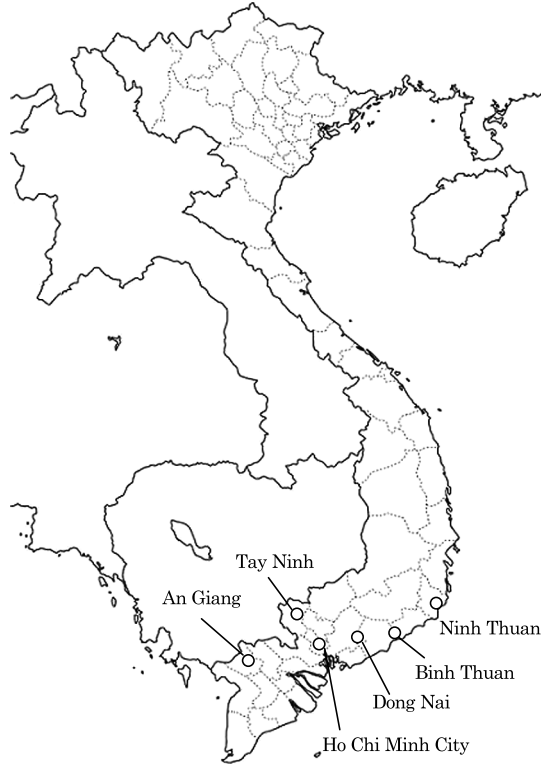 Tay Ninh
An Giang
Ninh Thuan
Binh Thuan
Dong Nai
Ho Chi Minh City